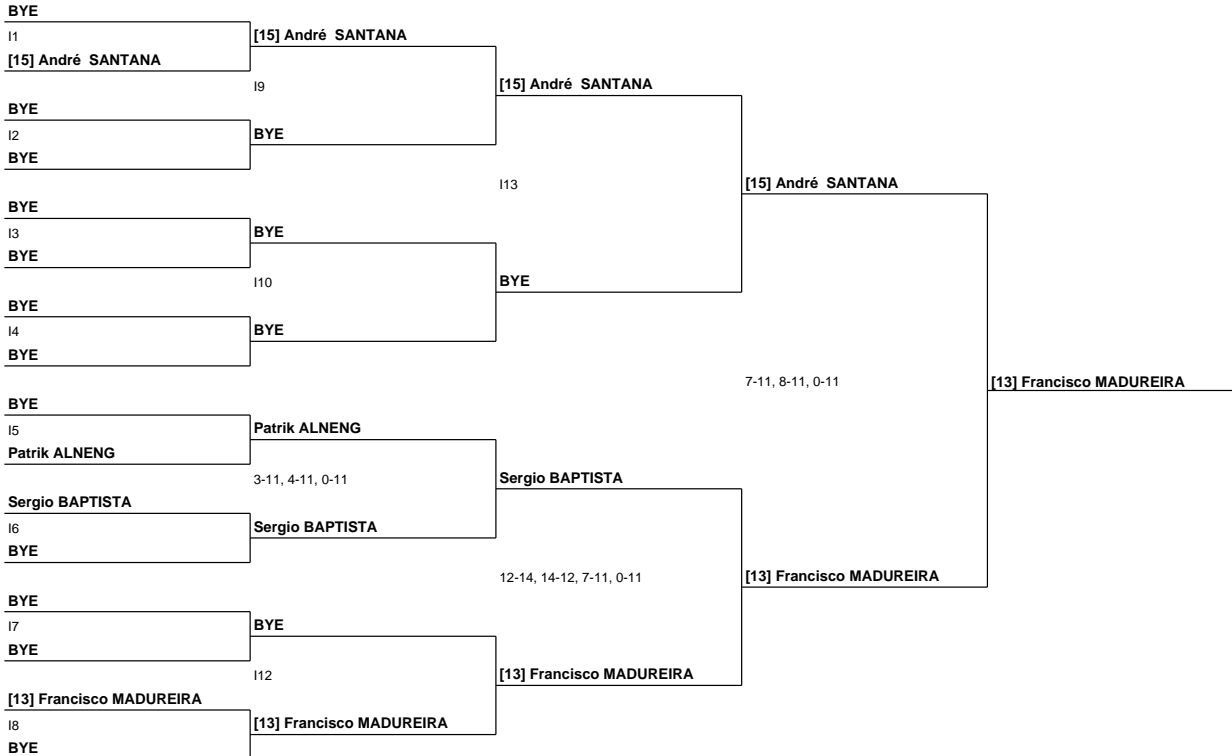 BYE
I1
[15] André  SANTANA
BYE
I2
BYE
BYE
I3
BYE
BYE
I4
BYE
BYE
I5
Patrik ALNENG
Sergio BAPTISTA
I6
BYE
BYE
I7
BYE
[13] Francisco MADUREIRA
I8
BYE
[15] André  SANTANA
I9
BYE
BYE
I10
BYE
Patrik ALNENG
3-11, 4-11, 0-11
Sergio BAPTISTA
BYE
I12
[13] Francisco MADUREIRA
[15] André  SANTANA
I13
BYE
Sergio BAPTISTA
12-14, 14-12, 7-11, 0-11
[13] Francisco MADUREIRA
[15] André  SANTANA
7-11, 8-11, 0-11
[13] Francisco MADUREIRA
[13] Francisco MADUREIRA